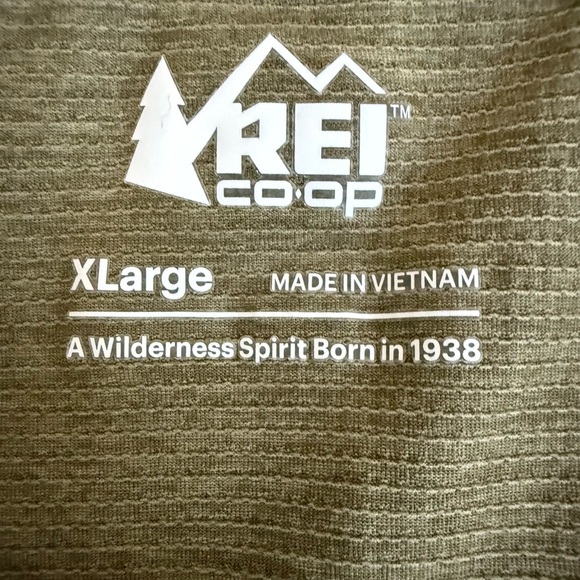 REI™
co·op
XLarge MADE IN VIETNAM
A Wilderness Spirit Born in 1938